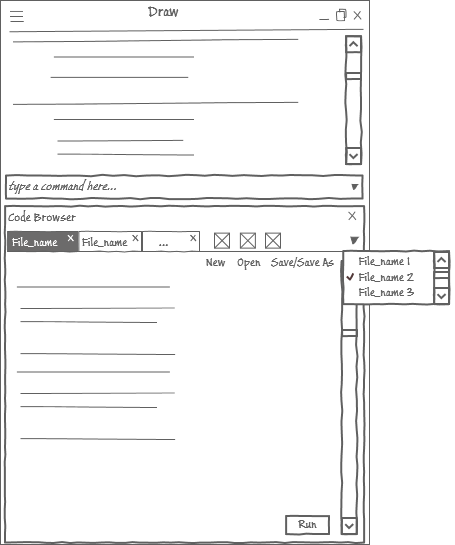 Draw
type a command here...
Code Browser
File_name X File_name X ... X
New Open Save/Save As
File_name 1
File_name 2
File_name 3
Run